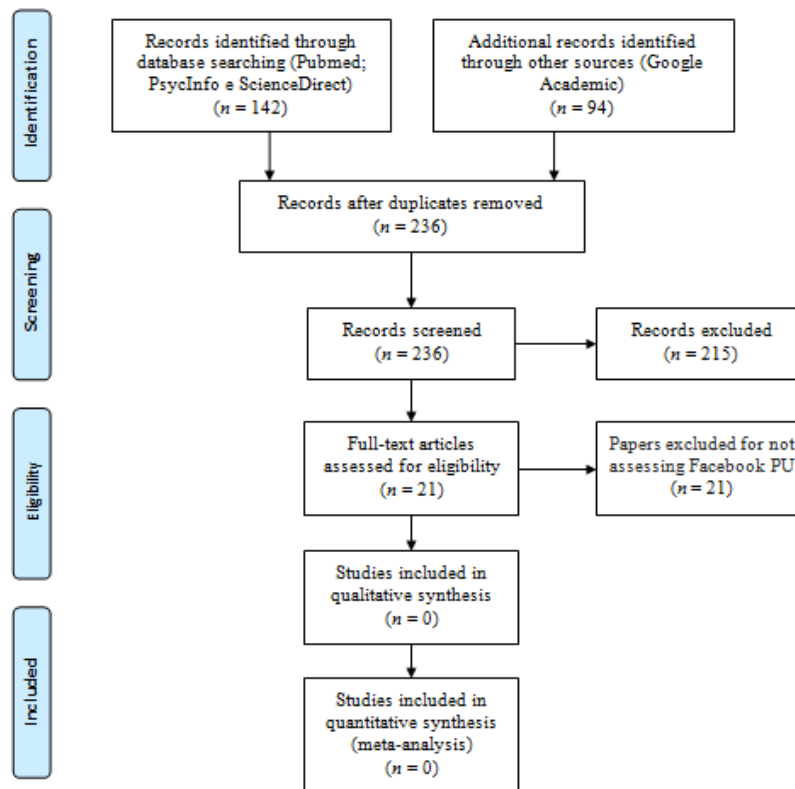 Identification
Records identified through
database searching (Pubmed;
PsycInfo e ScienceDirect)
(n = 142)
Additional records identified
through other sources (Google
Academic)
(n = 94)
Records after duplicates removed
(n = 236)
Screening
Records screened
(n = 236)
Records excluded
(n = 215)
Eligibility
Full-text articles
assessed for eligibility
(n = 21)
Papers excluded for not
assessing Facebook PU
(n = 21)
Studies included in
qualitative synthesis
(n = 0)
Included
Studies included in
quantitative synthesis
(meta-analysis)
(n = 0)